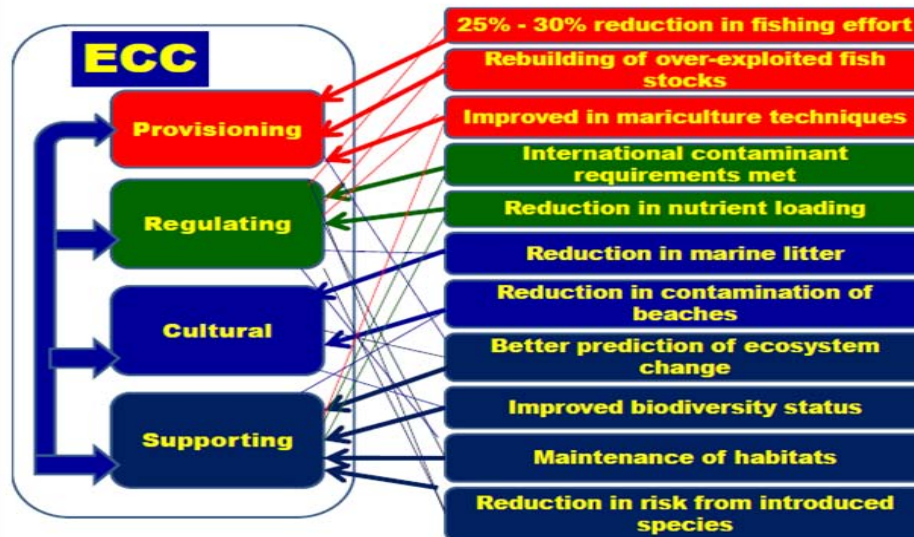 ECC
Provisioning
Regulating
Cultural
Supporting
25% - 30% reduction in fishing effort
Rebuilding of over-exploited fish
stocks
Improved in mariculture techniques
International contaminant
requirements met
Reduction in nutrient loading
Reduction in marine litter
Reduction in contamination of
beaches
Better prediction of ecosystem
change
Improved biodiversity status
Maintenance of habitats
Reduction in risk from introduced
species